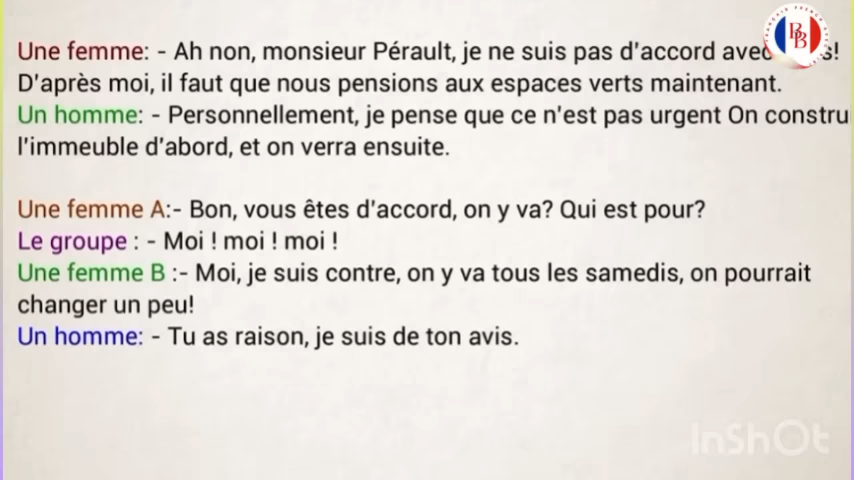 Une femme: - Ah non, monsieur Pérault, je ne suis pas d'accord avec
D'après moi, il faut que nous pensions aux espaces verts maintenant.
Un homme: - Personnellement, je pense que ce n'est pas urgent On constru
l'immeuble d'abord, et on verra ensuite.
Une femme A:- Bon, vous êtes d'accord, on y va? Qui est pour?
Le groupe : - Moi ! moi ! moi !
Une femme B :- Moi, je suis contre, on y va tous les samedis, on pourrait
changer un peu!
Un homme: - Tu as raison, je suis de ton avis.
InShOt